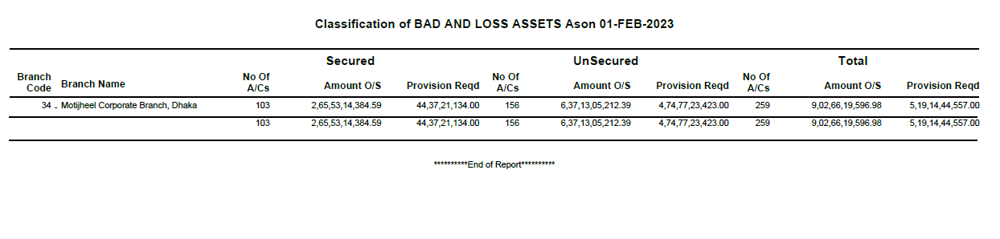 Classification of BAD AND LOSS ASSETS Ason 01-FEB-2023
Secured UnSecured Total
Branch Code Branch Name No Of A/Cs Amount O/S Provision Reqd No Of A/Cs Amount O/S Provision Reqd No Of A/Cs Amount O/S Provision Reqd
34 - Motijheel Corporate Branch, Dhaka 103 2,65,53,14,384.59 44,37,21,134.00 156 6,37,13,05,212.39 4,74,77,23,423.00 259 9,02,66,19,596.98 5,19,14,44,557.00
103 2,65,53,14,384.59 44,37,21,134.00 156 6,37,13,05,212.39 4,74,77,23,423.00 259 9,02,66,19,596.98 5,19,14,44,557.00
**********End of Report**********